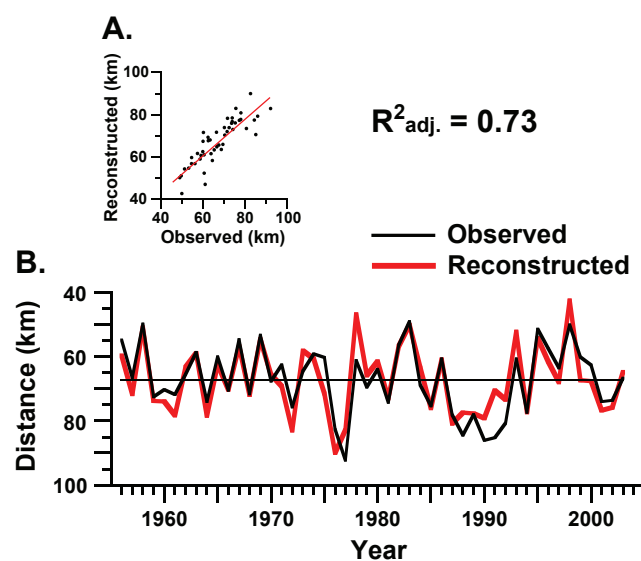 A.
Reconstructed (km)
100
80
60
40
40 60 80 100
Observed (km)
R²adj. = 0.73
Observed
Reconstructed
B.
Distance (km)
40
60
80
100
1960 1970 1980 1990 2000
Year